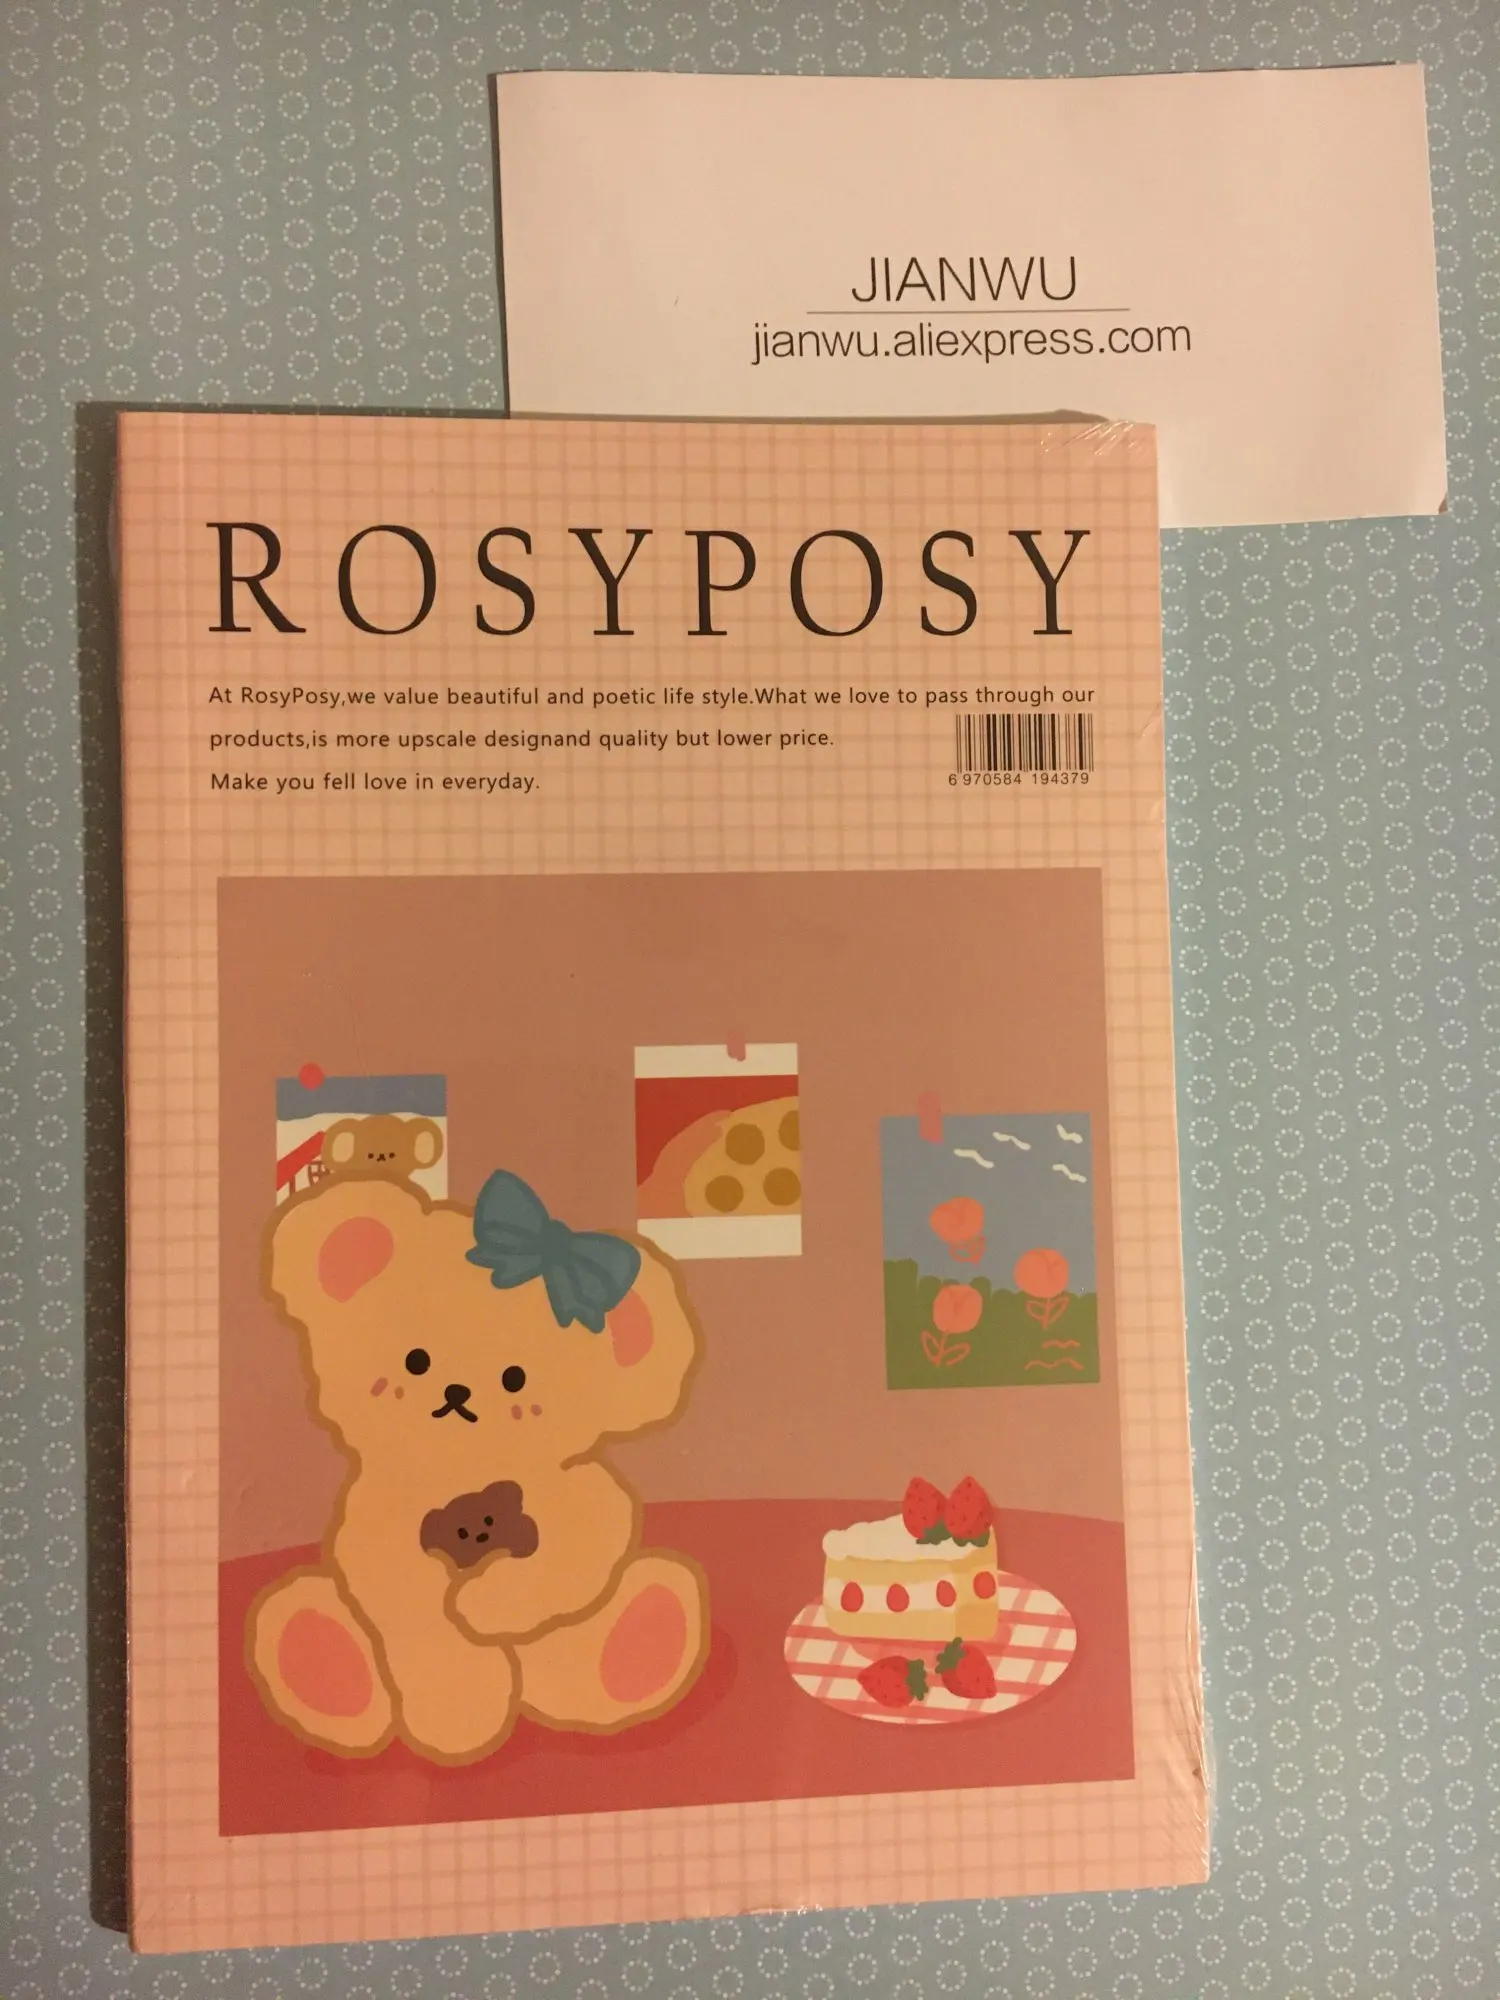 JIANWU
jianwu.aliexpress.com
ROSYPOSY
At RosyPosy,we value beautiful and poetic life style.What we love to pass through our
products,is more upscale designand quality but lower price.
Make you fell love in everyday.
6 970584 194379